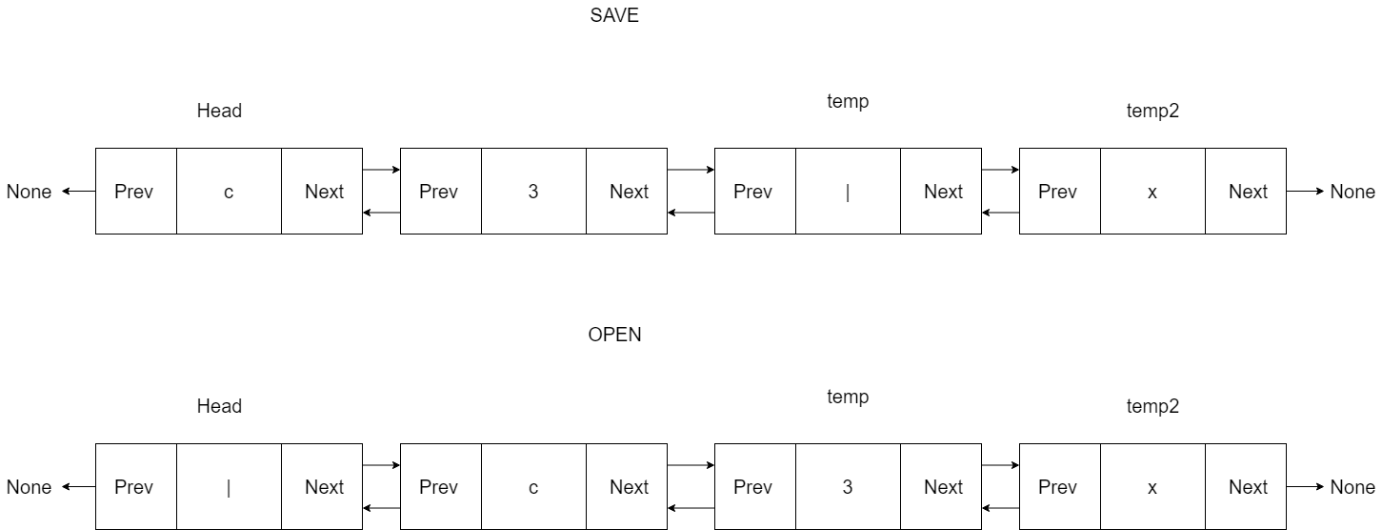 SAVE
Head temp temp2
None Prev c Next Prev 3 Next Prev | Next Prev x Next None
OPEN
Head temp temp2
None Prev | Next Prev c Next Prev 3 Next Prev x Next None